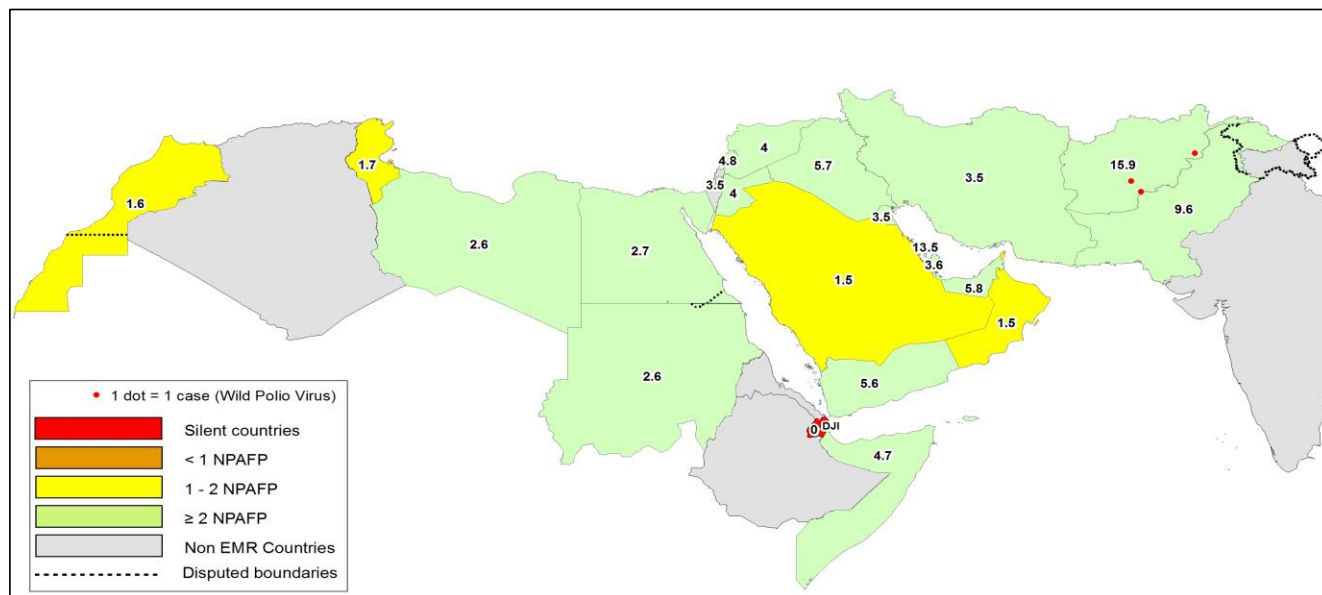 1.7
1.6
2.6
2.7
2.6
4.8
4
3.5
4
5.7
3.5
3.5
13.5
3.6
5.8
1.5
1.5
5.6
15.9
9.6
0
DJI
4.7
1 dot = 1 case (Wild Polio Virus)
Silent countries
< 1 NPAFP
1 - 2 NPAFP
≥ 2 NPAFP
Non EMR Countries
Disputed boundaries